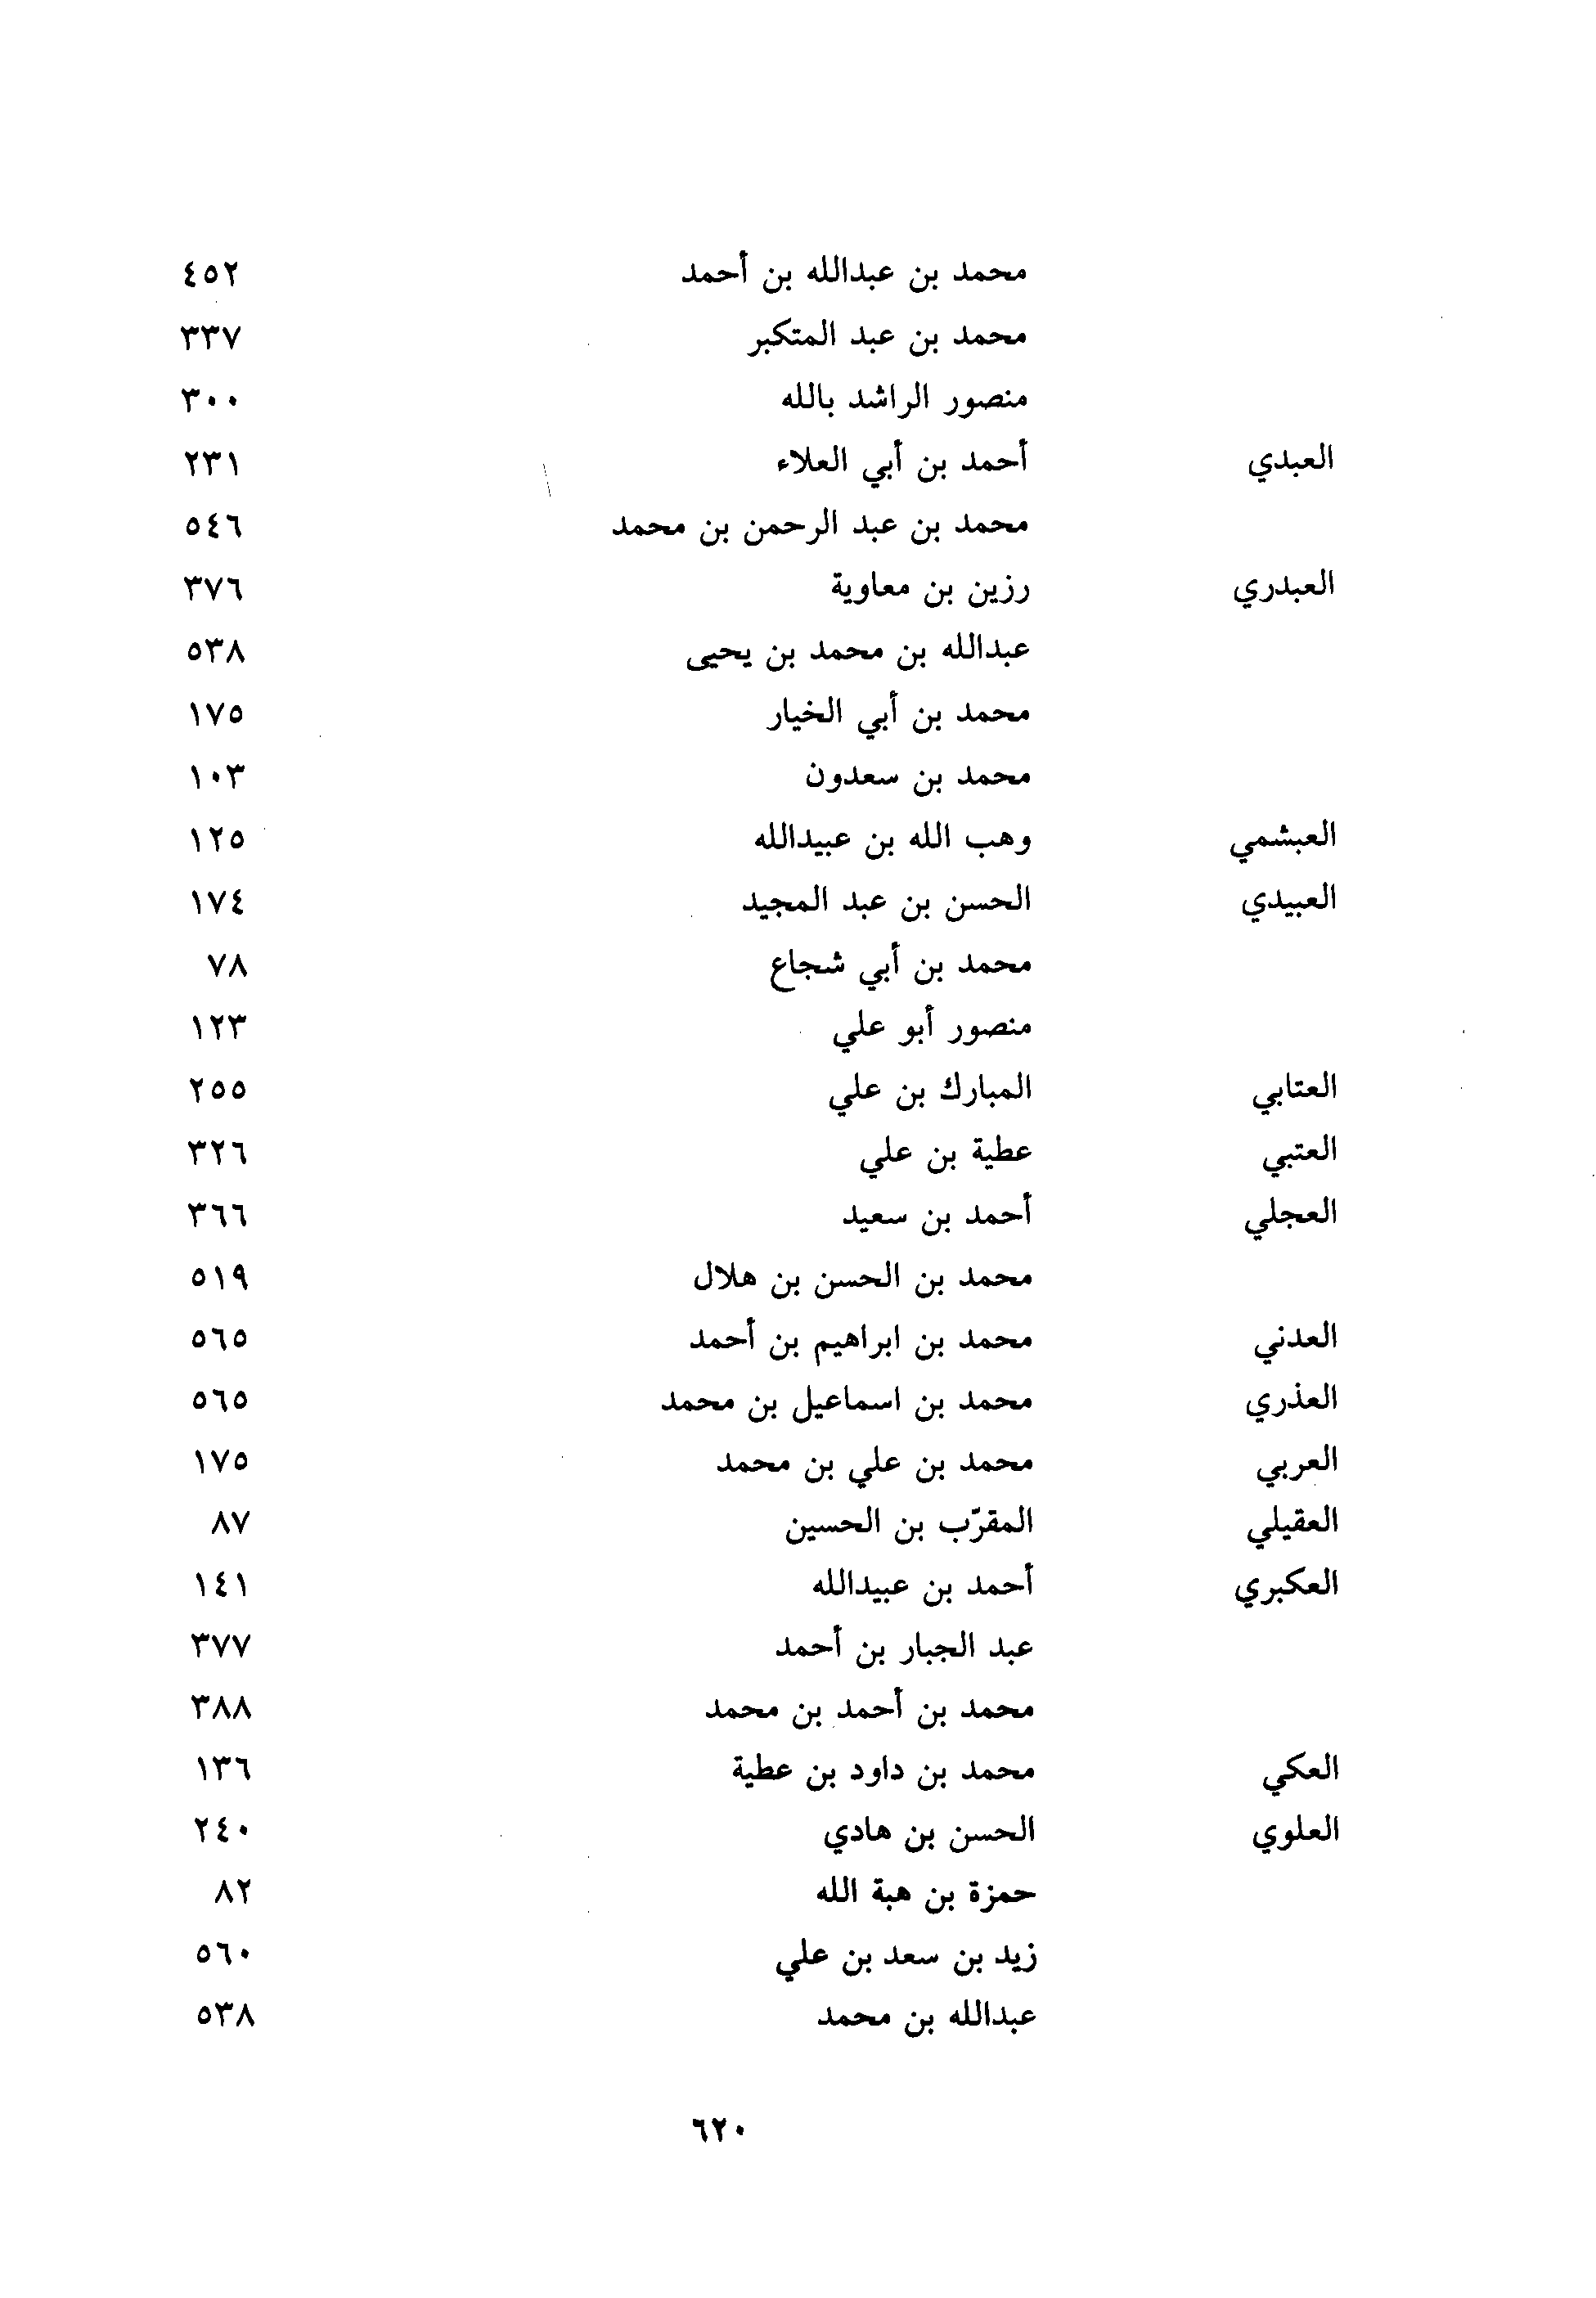 محمد بن عبدالله بن أحمد ٤٥٢
محمد بن عبد المتكبر ٣٣٧
منصور الراشد بالله ٣٠٠
العبدي أحمد بن أبي العلاء ٢٣١
محمد بن عبد الرحمن بن محمد ٥٤٦
العبدري رزين بن معاوية ٣٧٦
عبدالله بن محمد بن يحيى ٥٣٨
محمد بن أبي الخيار ١٧٥
محمد بن سعدون ١٠٣
العبشمي وهب الله بن عبيدالله ١٢٥
العبيدي الحسن بن عبد المجيد ١٧٤
محمد بن أبي شجاع ٧٨
منصور أبو علي ١٢٣
العتابي المبارك بن علي ٢٥٥
العتبي عطية بن علي ٣٢٦
العجلي أحمد بن سعيد ٣٦٦
محمد بن الحسن بن هلال ٥١٩
العدني محمد بن ابراهيم بن أحمد ٥٦٥
العذري محمد بن اسماعيل بن محمد ٥٦٥
العربي محمد بن علي بن محمد ١٧٥
العقيلي المقرّب بن الحسين ٨٧
العكبري أحمد بن عبيدالله ١٤١
عبد الجبار بن أحمد ٣٧٧
محمد بن أحمد بن محمد ٣٨٨
العكي محمد بن داود بن عطية ١٣٦
العلوي الحسن بن هادي ٢٤٠
حمزة بن هبة الله ٨٢
زيد بن سعد بن علي ٥٦٠
عبدالله بن محمد ٥٣٨
٦٢٠